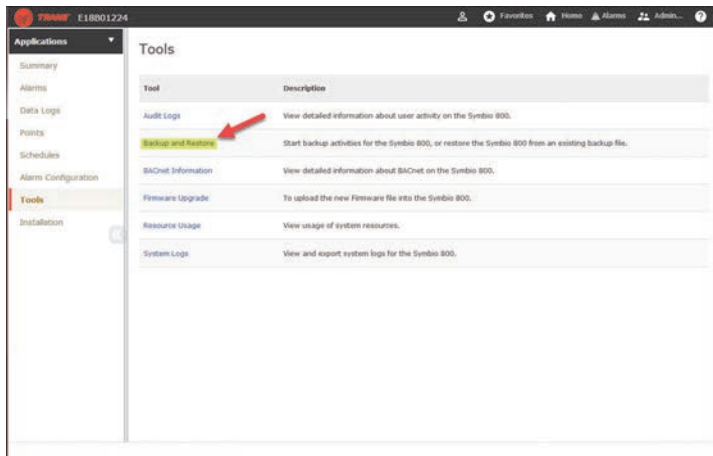 TRANE E18B01224
Favorites Home Alarms Admin... ?
Applications
Summary
Alarms
Data Logs
Points
Schedules
Alarm Configuration
Tools
Installation
Tools
Tool Description
Audit Logs View detailed information about user activity on the Symbio 800.
Backup and Restore Start backup activities for the Symbio 800, or restore the Symbio 800 from an existing backup file.
BACnet Information View detailed information about BACnet on the Symbio 800.
Firmware Upgrade To upload the new Firmware file into the Symbio 800.
Resource Usage View usage of system resources.
System Logs View and export system logs for the Symbio 800.